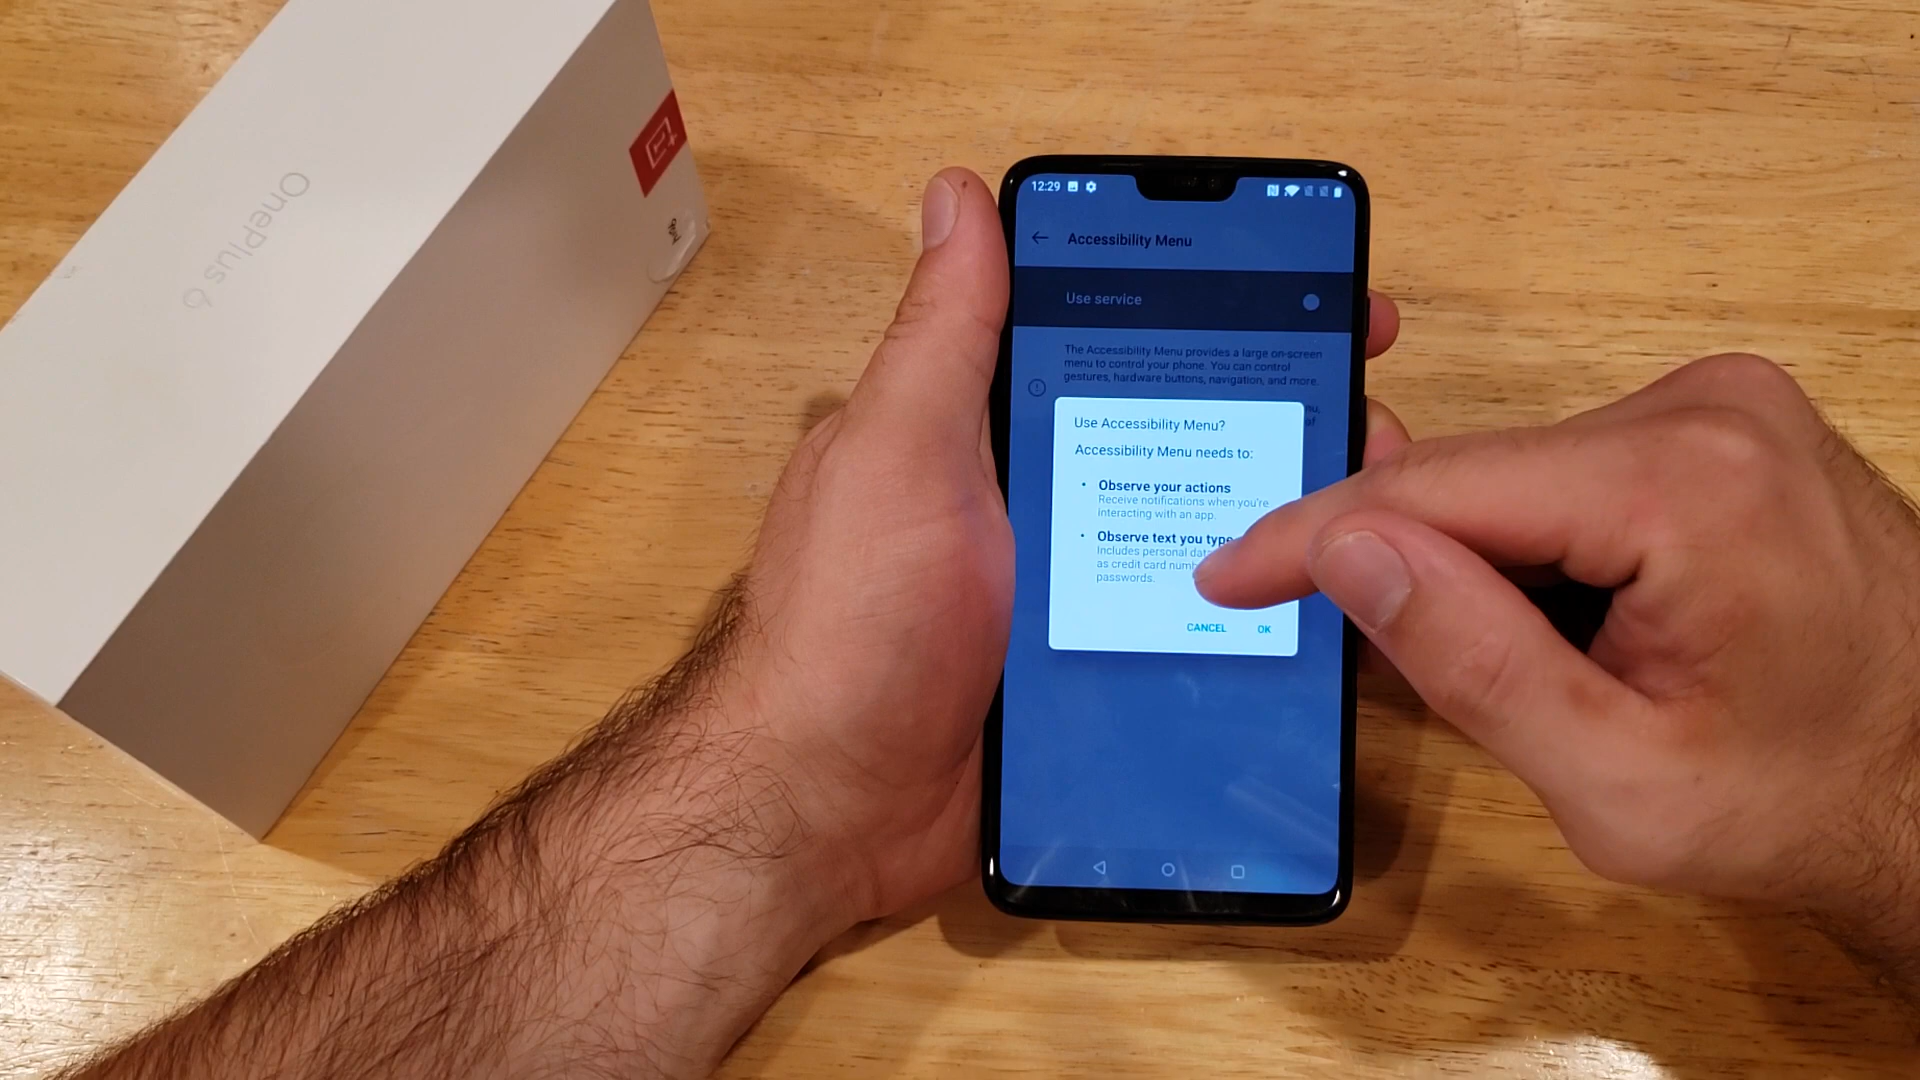 OnePlus 6
12:29
Accessibility Menu
Use service
The Accessibility Menu provides a large on-screen
menu to control your phone. You can control
gestures, hardware buttons, navigation, and more.
of
Use Accessibility Menu?
Accessibility Menu needs to:
• Observe your actions
Receive notifications when you're
interacting with an app.
• Observe text you type
Includes personal
as credit card
passwords.
CANCEL OK